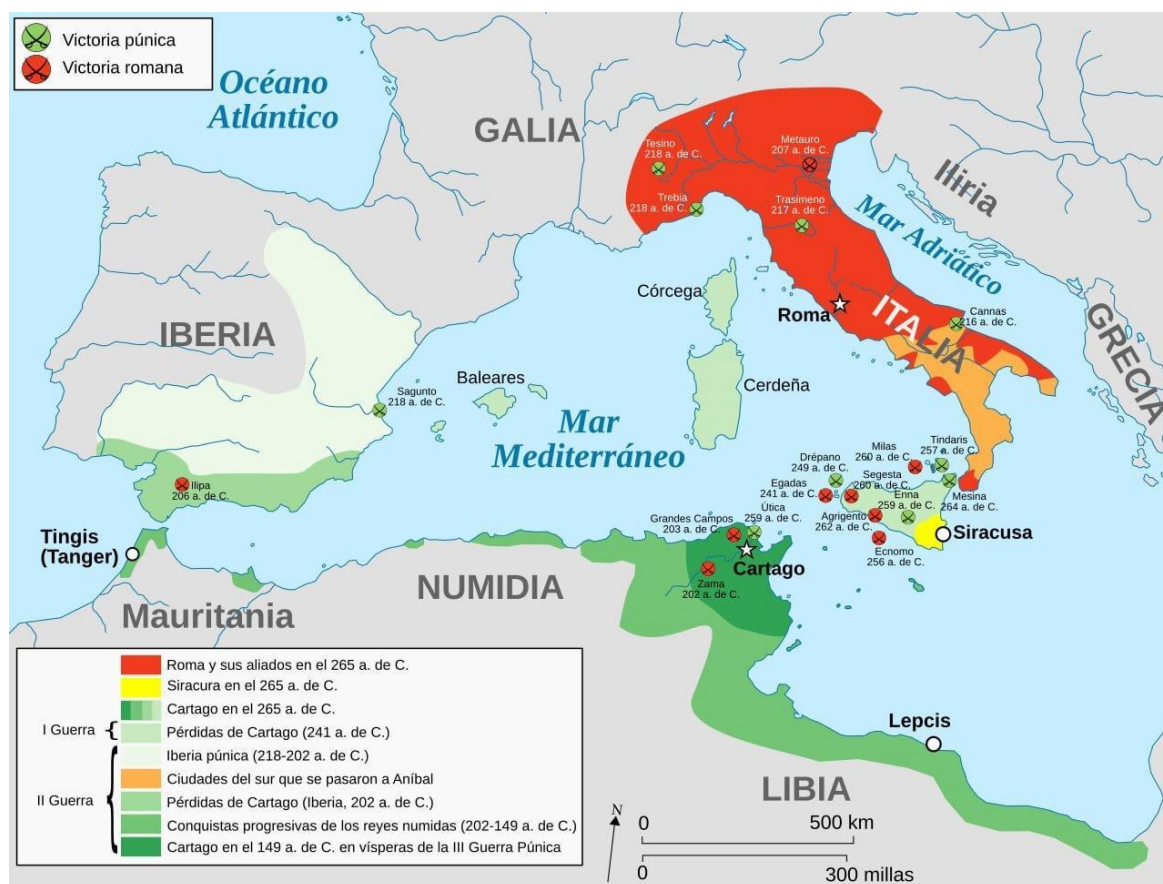 Victoria púnica
Victoria romana
Océano
Atlántico
GALIA
Tesino
218 a. de C.
Metauro
207 a. de C.
Iliria
Trebia
218 a. de C.
Trasimeno
217 a. de C.
Mar Adriático
Córcega
Roma
ITALIA
Cannas
216 a. de C.
GRECIA
IBERIA
Baleares
Cerdeña
Sagunto
218 a. de C.
Mar
Mediterráneo
Milas
260 a. de C.
Tindaris
257 a. de C.
Drépano
249 a. de C.
Segesta
260 a. de C.
Egadas
241 a. de C.
Enna
259 a. de C.
Mesina
264 a. de C.
Ilipa
206 a. de C.
Útica
259 a. de C.
Grandes Campos
203 a. de C.
Agrigento
262 a. de C.
Siracusa
Ecnomo
256 a. de C.
Tingis
(Tanger)
Cartago
Zama
202 a. de C.
NUMIDIA
Mauritania
Lepcis
LIBIA
Roma y sus aliados en el 265 a. de C.
Siracura en el 265 a. de C.
Cartago en el 265 a. de C.
I Guerra
Pérdidas de Cartago (241 a. de C.)
Iberia púnica (218-202 a. de C.)
Ciudades del sur que se pasaron a Aníbal
II Guerra
Pérdidas de Cartago (Iberia, 202 a. de C.)
Conquistas progresivas de los reyes numidas (202-149 a. de C.)
Cartago en el 149 a. de C. en vísperas de la III Guerra Púnica
N
0 500 km
0 300 millas